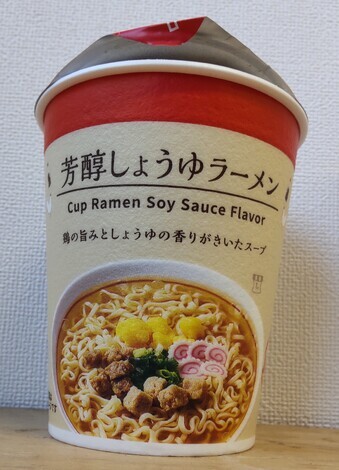 芳醇しょうゆラーメン
Cup Ramen Soy Sauce Flavor
鶏の旨みとしょうゆの香りがきいたスープ